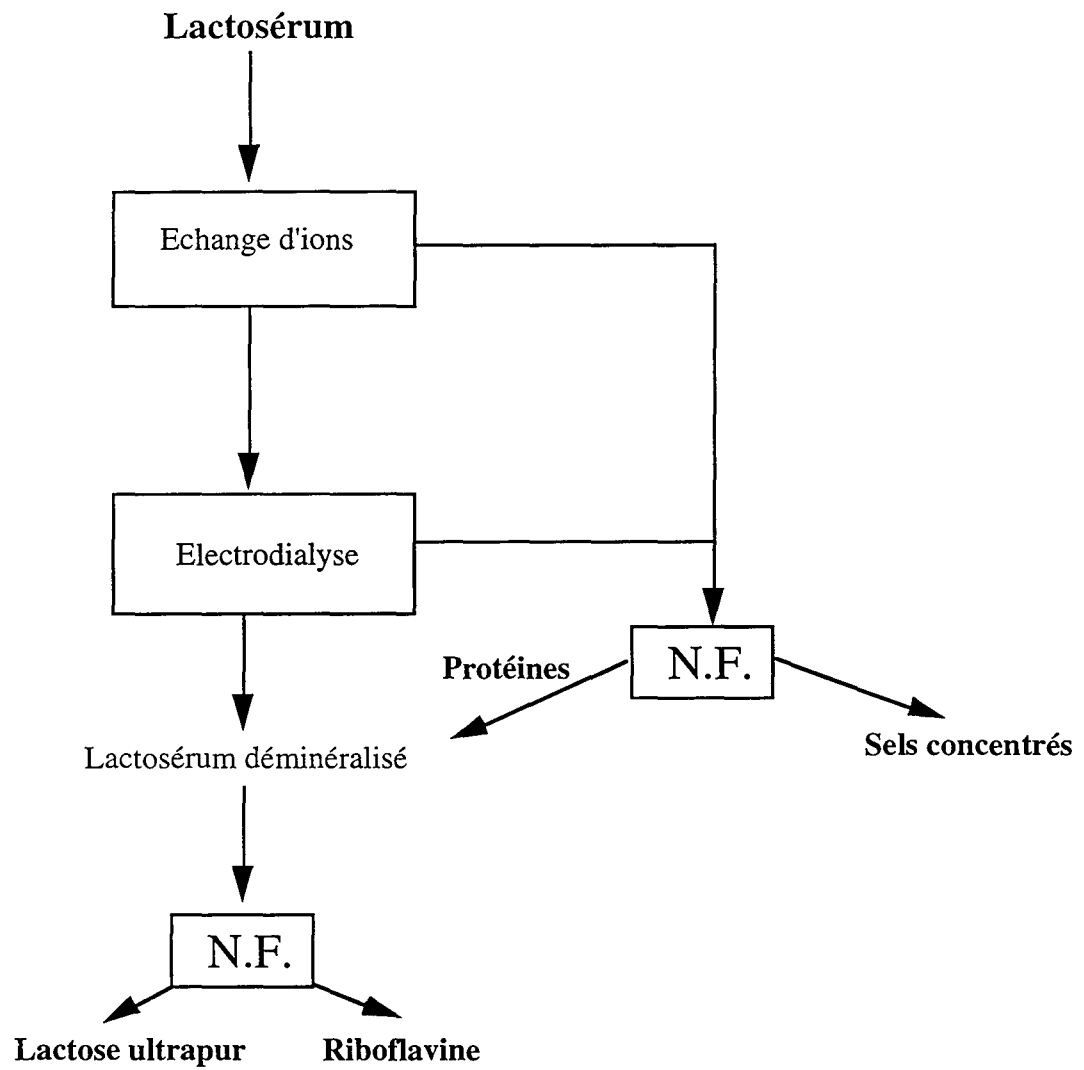 Lactosérum
Echange d'ions
Electrodialyse
Protéines
N.F.
Sels concentrés
Lactosérum déminéralisé
N.F.
Lactose ultrapur
Riboflavine